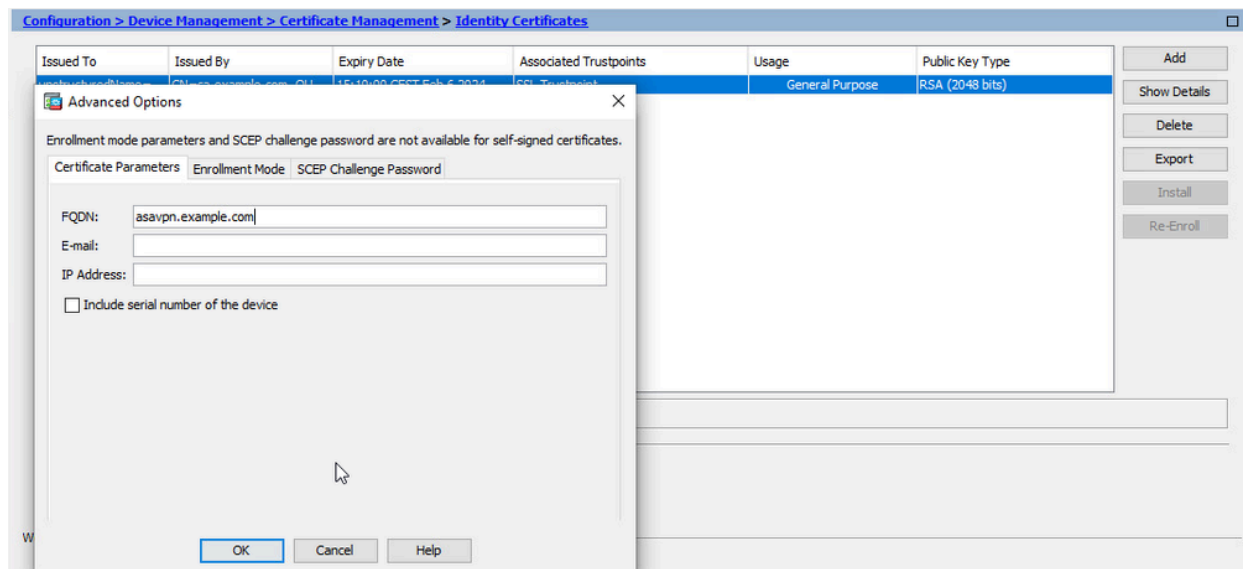 Configuration > Device Management > Certificate Management > Identity Certificates
Issued To Issued By Expiry Date Associated Trustpoints Usage Public Key Type
General Purpose RSA (2048 bits)
Add
Show Details
Delete
Export
Install
Re-Enroll
Advanced Options
Enrollment mode parameters and SCEP challenge password are not available for self-signed certificates.
Certificate Parameters Enrollment Mode SCEP Challenge Password
FQDN: asavpn.example.com
E-mail:
IP Address:
Include serial number of the device
OK Cancel Help
W